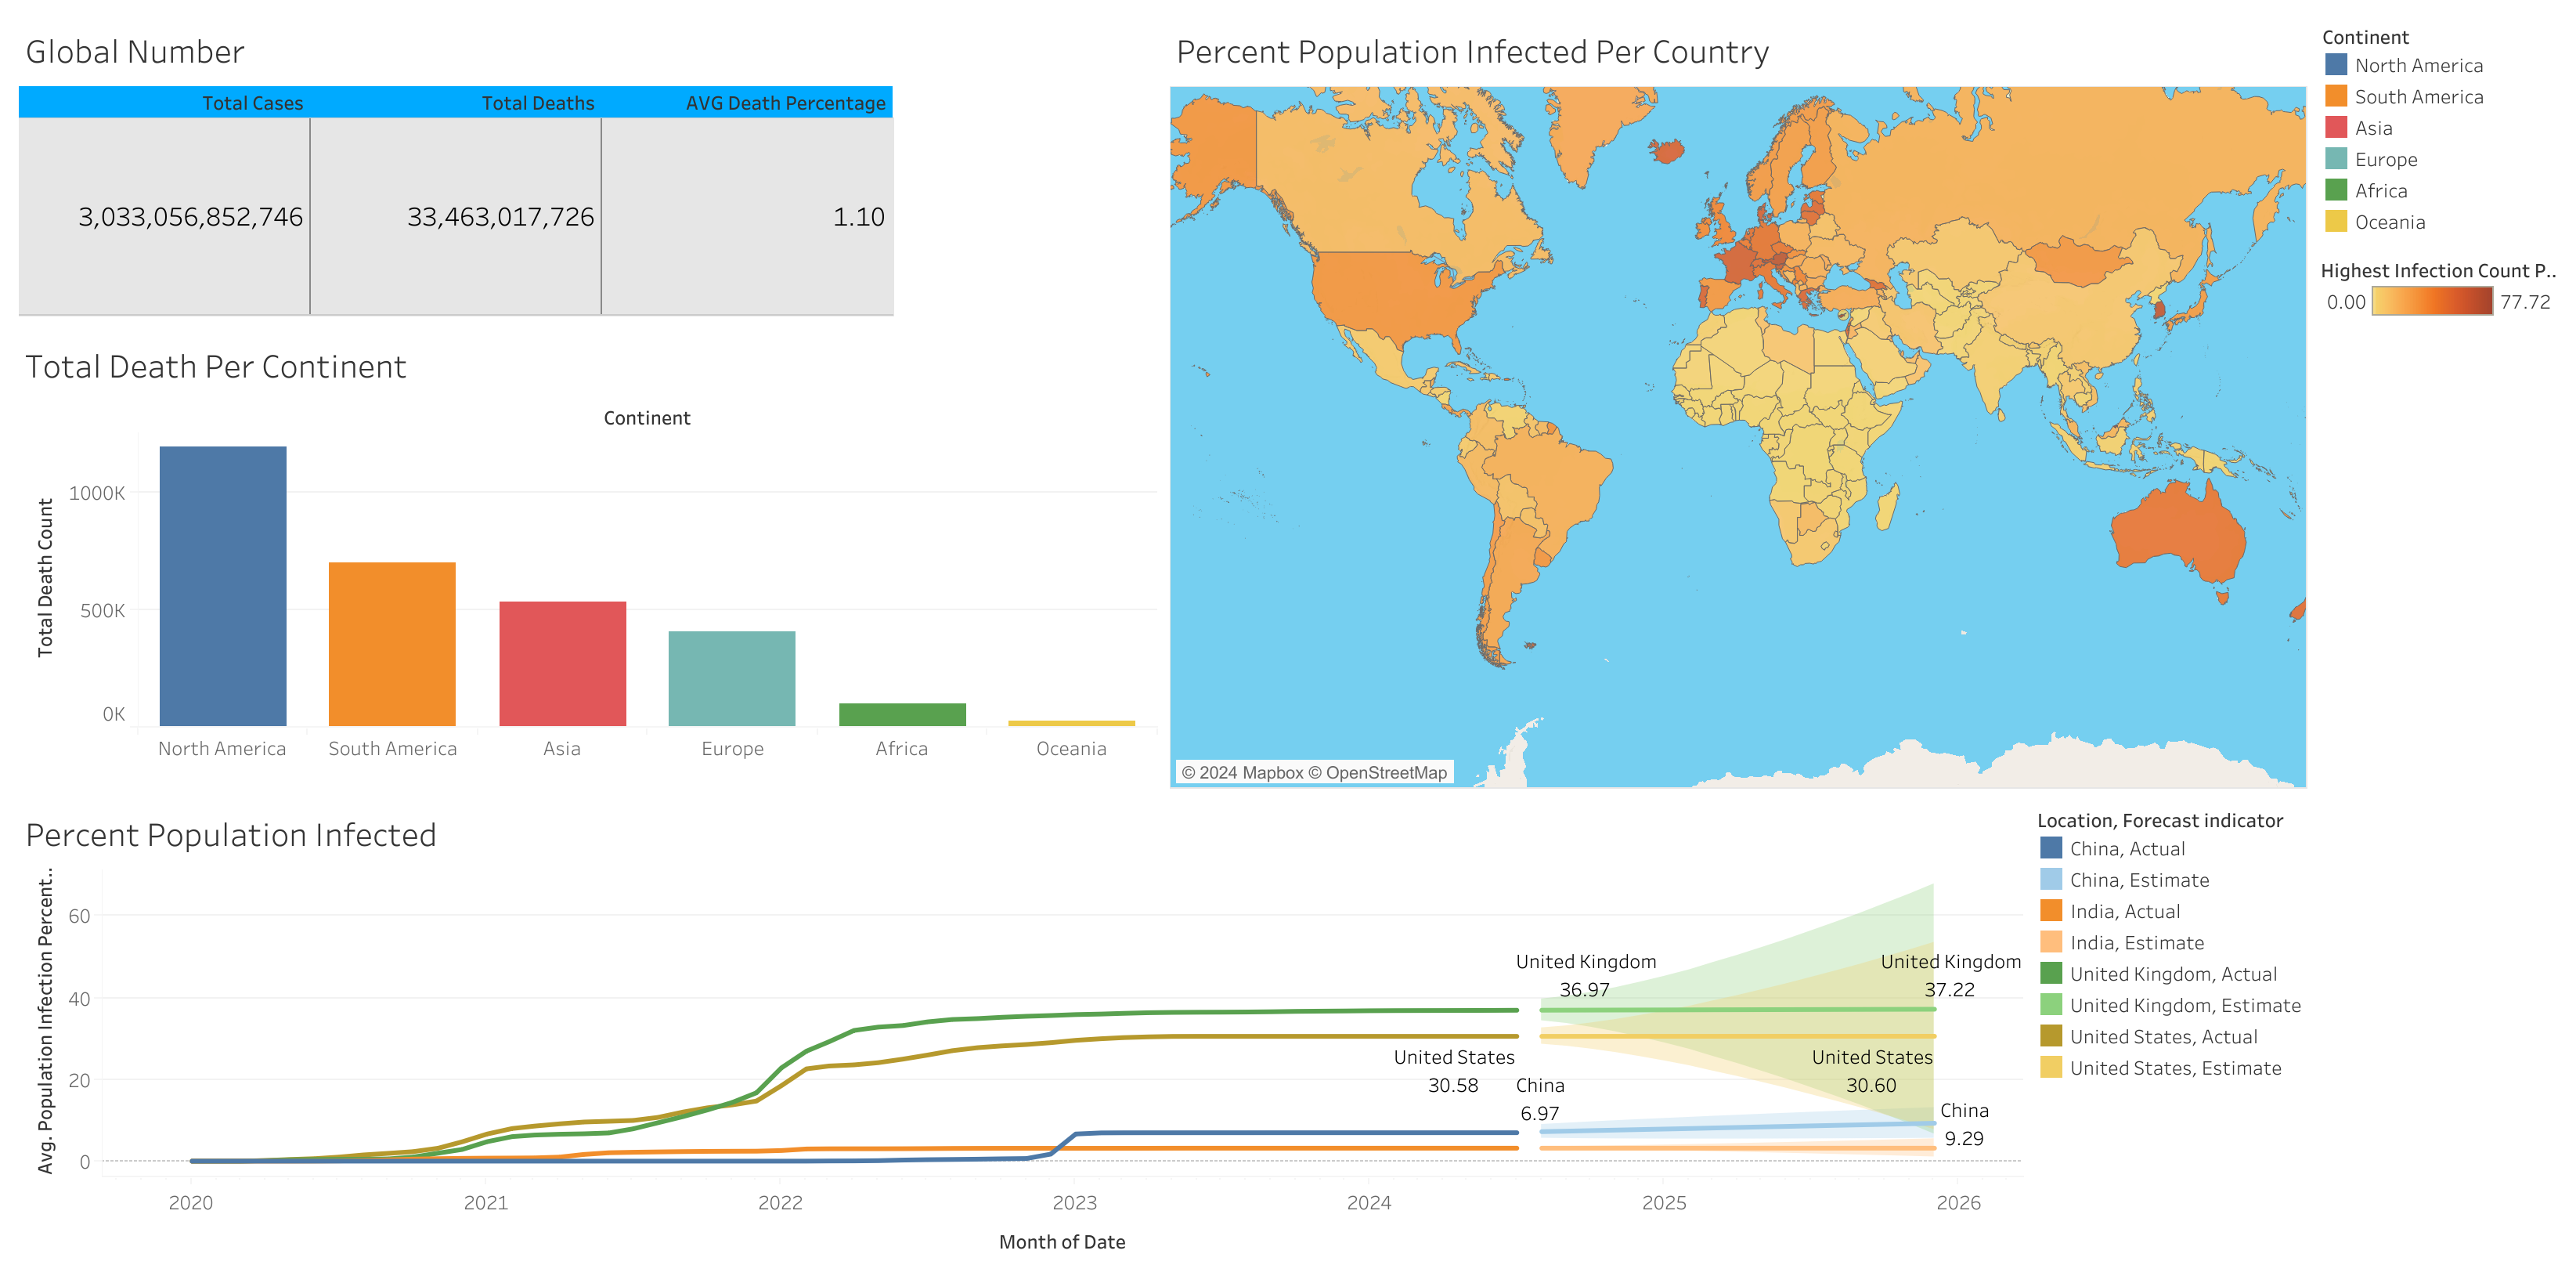 Global Number
Total Cases
Total Deaths
AVG Death Percentage
3,033,056,852,746
33,463,017,726
1.10
Total Death Per Continent
Continent
Total Death Count
1000K
500K
0K
North America
South America
Asia
Europe
Africa
Oceania
Percent Population Infected Per Country
© 2024 Mapbox © OpenStreetMap
Continent
North America
South America
Asia
Europe
Africa
Oceania
Highest Infection Count P..
0.00
77.72
Percent Population Infected
Avg. Population Infection Percent..
60
40
20
0
United Kingdom
36.97
United Kingdom
37.22
United States
30.58
United States
30.60
China
6.97
China
9.29
2020
2021
2022
2023
2024
2025
2026
Month of Date
Location, Forecast indicator
China, Actual
China, Estimate
India, Actual
India, Estimate
United Kingdom, Actual
United Kingdom, Estimate
United States, Actual
United States, Estimate